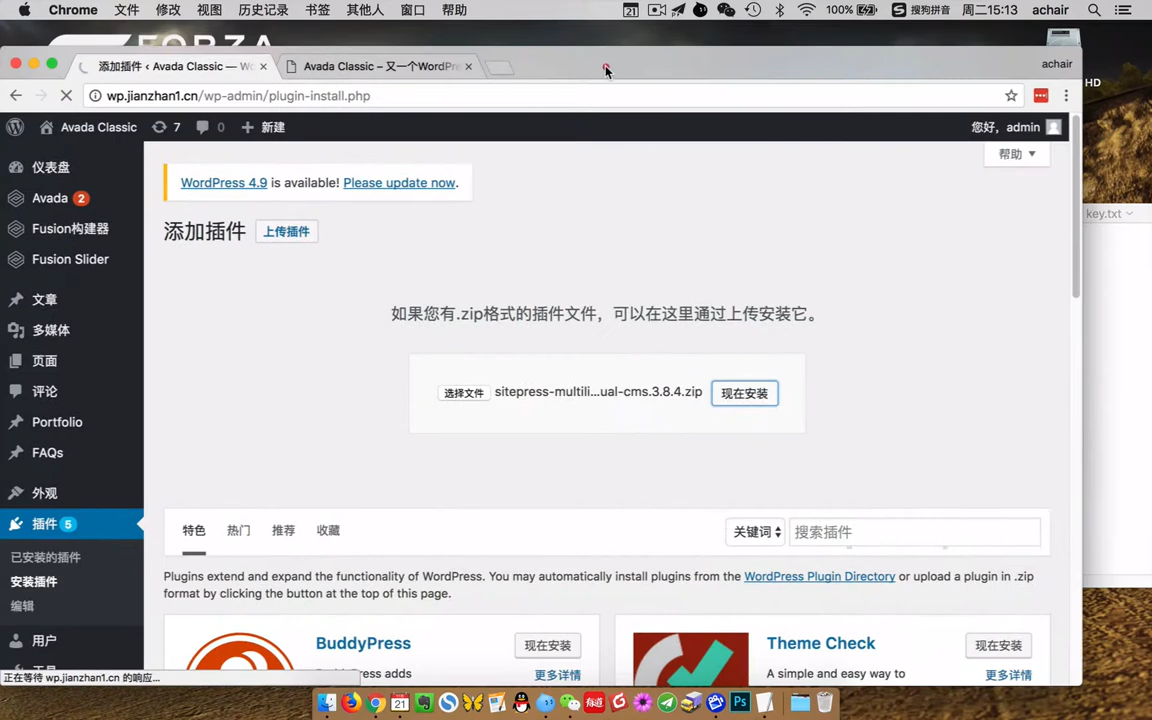 Chrome 文件 修改 视图 历史记录 书签 其他人 窗口 帮助 21 100% 搜狗拼音 周二15:13 achair
FORZA
添加插件 ‹ Avada Classic — Wo
Avada Classic – 又一个WordPre
achair
HD
wp.jianzhan1.cn/wp-admin/plugin-install.php
Avada Classic 7 0 新建 您好，admin
帮助
仪表盘
WordPress 4.9 is available! Please update now.
Avada 2
key.txt
Fusion构建器
添加插件 上传插件
Fusion Slider
文章
如果您有.zip格式的插件文件，可以在这里通过上传安装它。
多媒体
页面
评论
选择文件 sitepress-multili...ual-cms.3.8.4.zip 现在安装
Portfolio
FAQs
外观
插件 5
特色 热门 推荐 收藏 关键词 搜索插件
已安装的插件
安装插件
Plugins extend and expand the functionality of WordPress. You may automatically install plugins from the WordPress Plugin Directory or upload a plugin in .zip
format by clicking the button at the top of this page.
编辑
用户
BuddyPress 现在安装
Theme Check 现在安装
BuddyPress adds 更多详情
A simple and easy way to 更多详情
工具
正在等待 wp.jianzhan1.cn 的响应...
21
有道
Ps